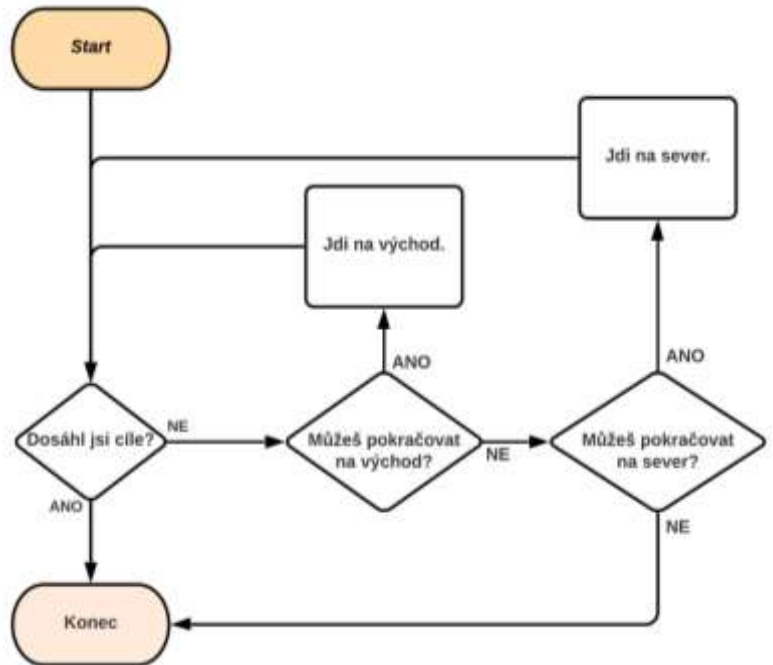 Start
Jdi na sever.
Jdi na východ.
ANO
ANO
Dosáhl jsi cíle?
NE
Můžeš pokračovat
na východ?
NE
Můžeš pokračovat
na sever?
ANO
NE
Konec